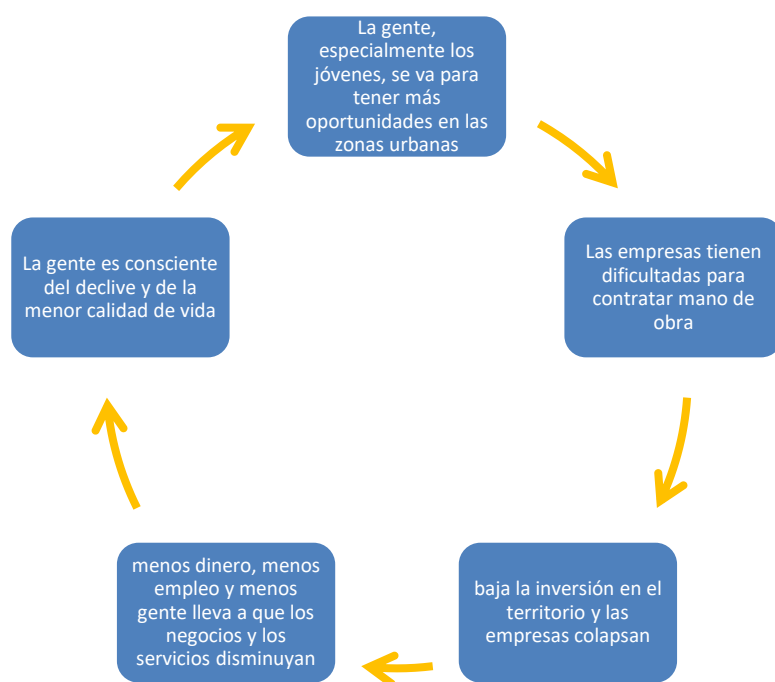 La gente,
especialmente los
jóvenes, se va para
tener más
oportunidades en las
zonas urbanas
Las empresas tienen
dificultadas para
contratar mano de
obra
baja la inversión en el
territorio y las
empresas colapsan
menos dinero, menos
empleo y menos
gente lleva a que los
negocios y los
servicios disminuyan
La gente es consciente
del declive y de la
menor calidad de vida